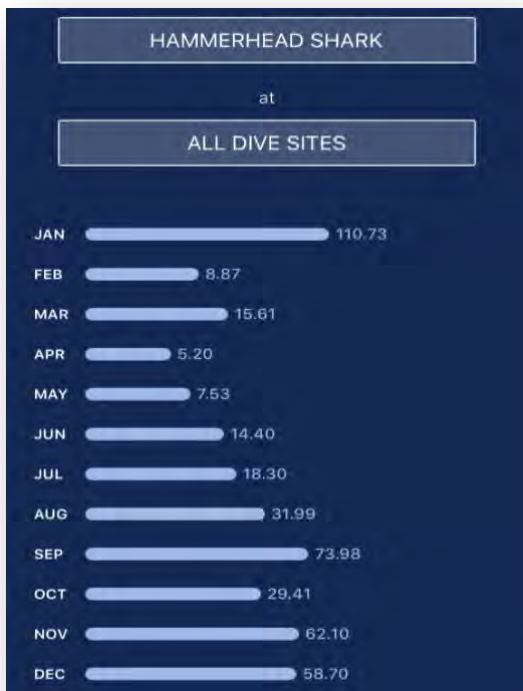 HAMMERHEAD SHARK
at
ALL DIVE SITES
JAN 110.73
FEB 8.87
MAR 15.61
APR 5.20
MAY 7.53
JUN 14.40
JUL 18.30
AUG 31.99
SEP 73.98
OCT 29.41
NOV 62.10
DEC 58.70